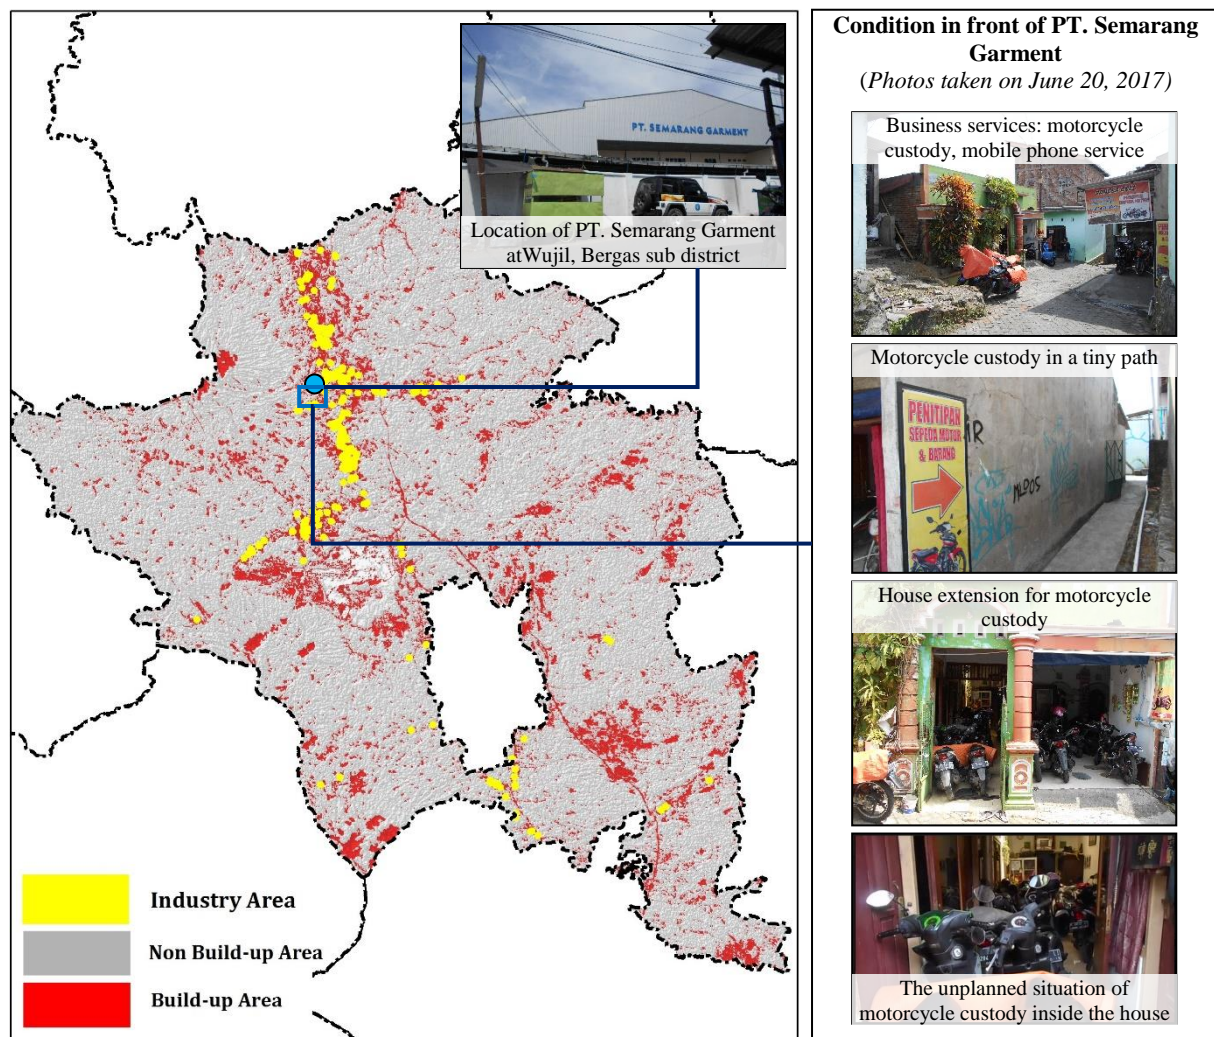 PT. SEMARANG GARMENT
Location of PT. Semarang Garment
atWujil, Bergas sub district
Industry Area
Non Build-up Area
Build-up Area
Condition in front of PT. Semarang
Garment
(Photos taken on June 20, 2017)
Business services: motorcycle
custody, mobile phone service
Motorcycle custody in a tiny path
PENITIPAN
SEPEDA MOTOR
& BARANG
House extension for motorcycle
custody
The unplanned situation of
motorcycle custody inside the house